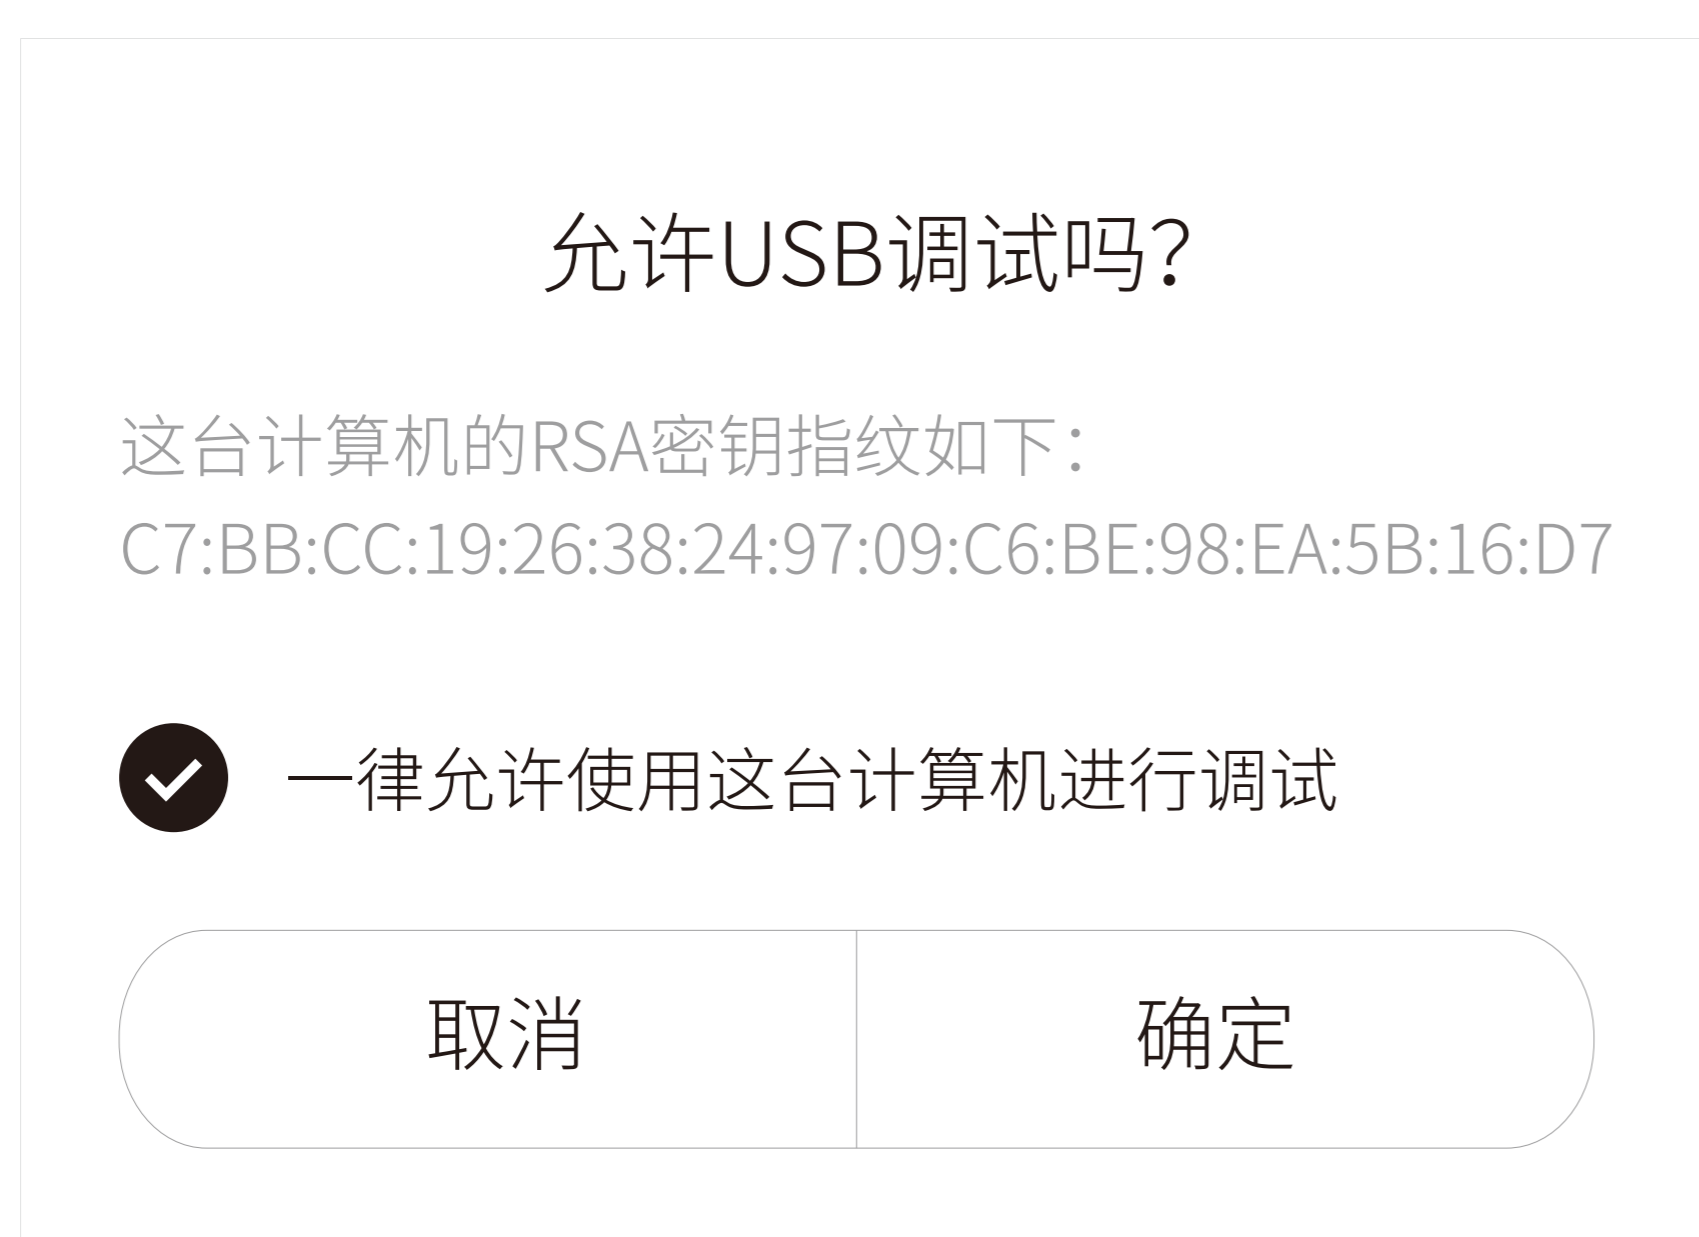 允许USB调试吗?
这台计算机的RSA密钥指纹如下：
C7:BB:CC:19:26:38:24:97:09:C6:BE:98:EA:5B:16:D7
一律允许使用这台计算机进行调试
取消
确定